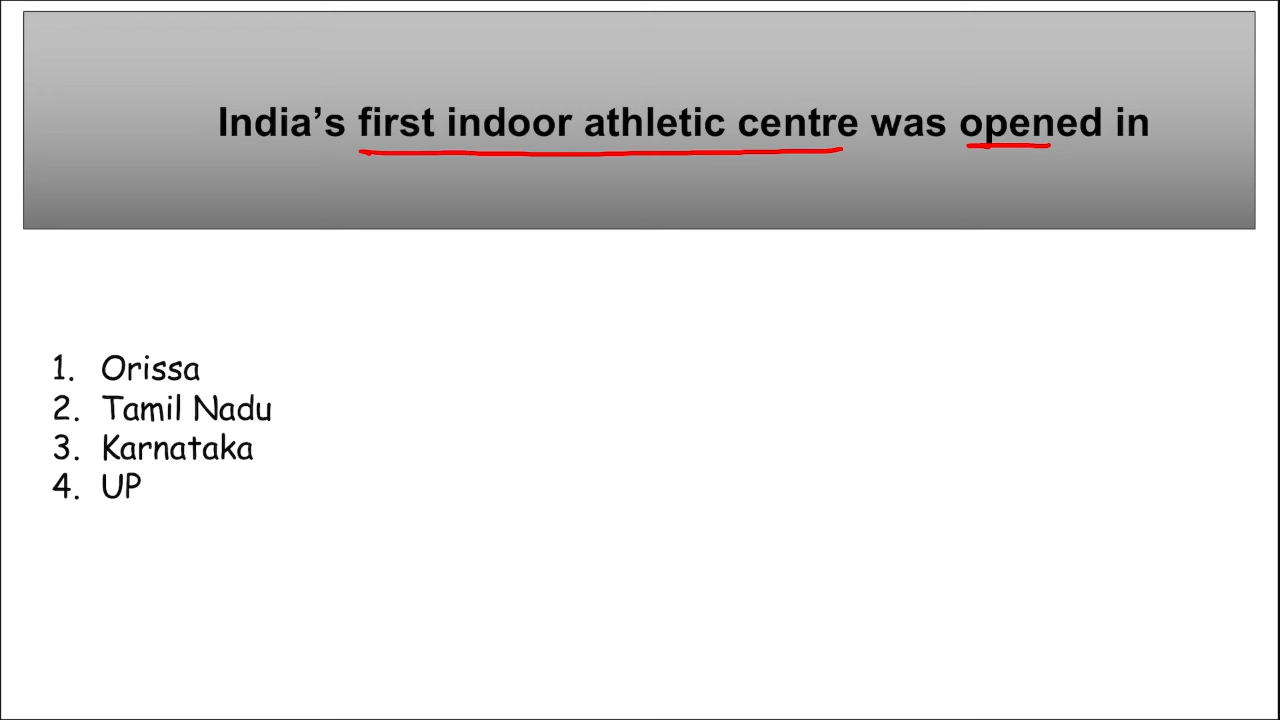 India’s first indoor athletic centre was opened in
1. Orissa
2. Tamil Nadu
3. Karnataka
4. UP